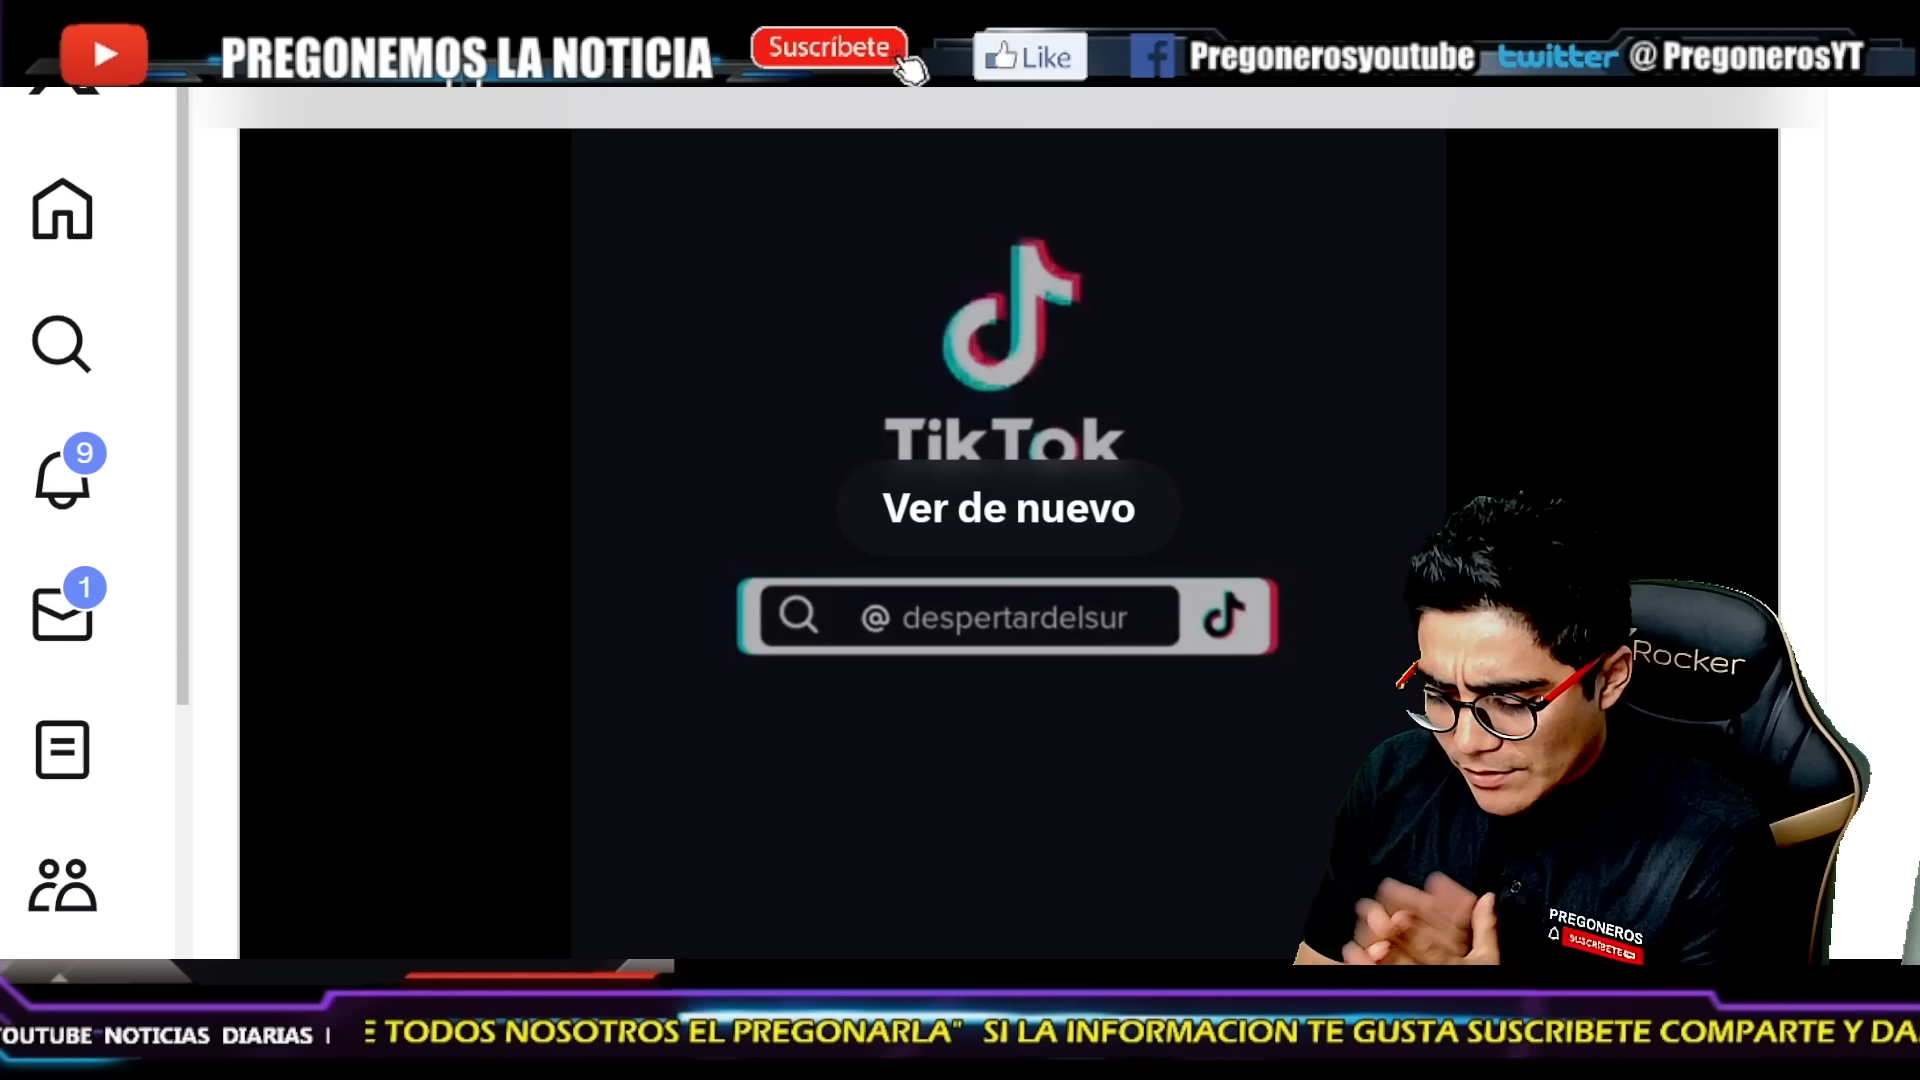 PREGONEMOS LA NOTICIA
Suscríbete
Like
Pregonerosyoutube
twitter @PregonerosYT
9
1
TikTok
Ver de nuevo
@ despertardelsur
Rocker
PREGONEROS
SUSCRÍBETE
OUTUBE NOTICIAS DIARIAS |
E TODOS NOSOTROS EL PREGONARLA" SI LA INFORMACION TE GUSTA SUSCRIBETE COMPARTE Y DA